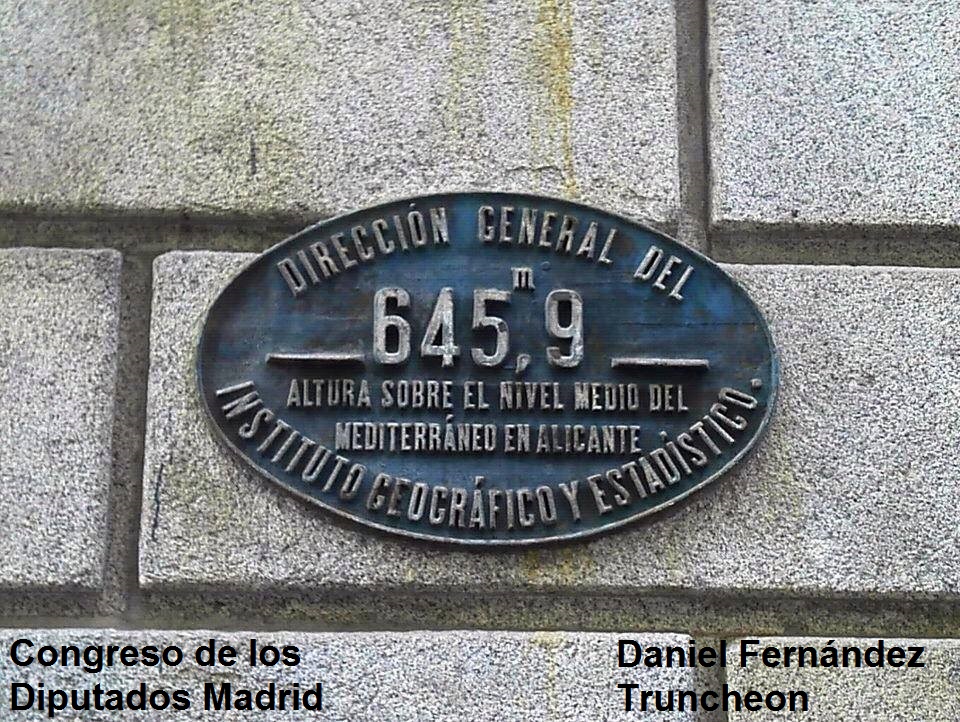 DIRECCIÓN GENERAL DEL
645,9 m
ALTURA SOBRE EL NIVEL MEDIO DEL
MEDITERRÁNEO EN ALICANTE
INSTITUTO GEOGRÁFICO Y ESTADÍSTICO.
Congreso de los
Diputados Madrid
Daniel Fernández
Truncheon